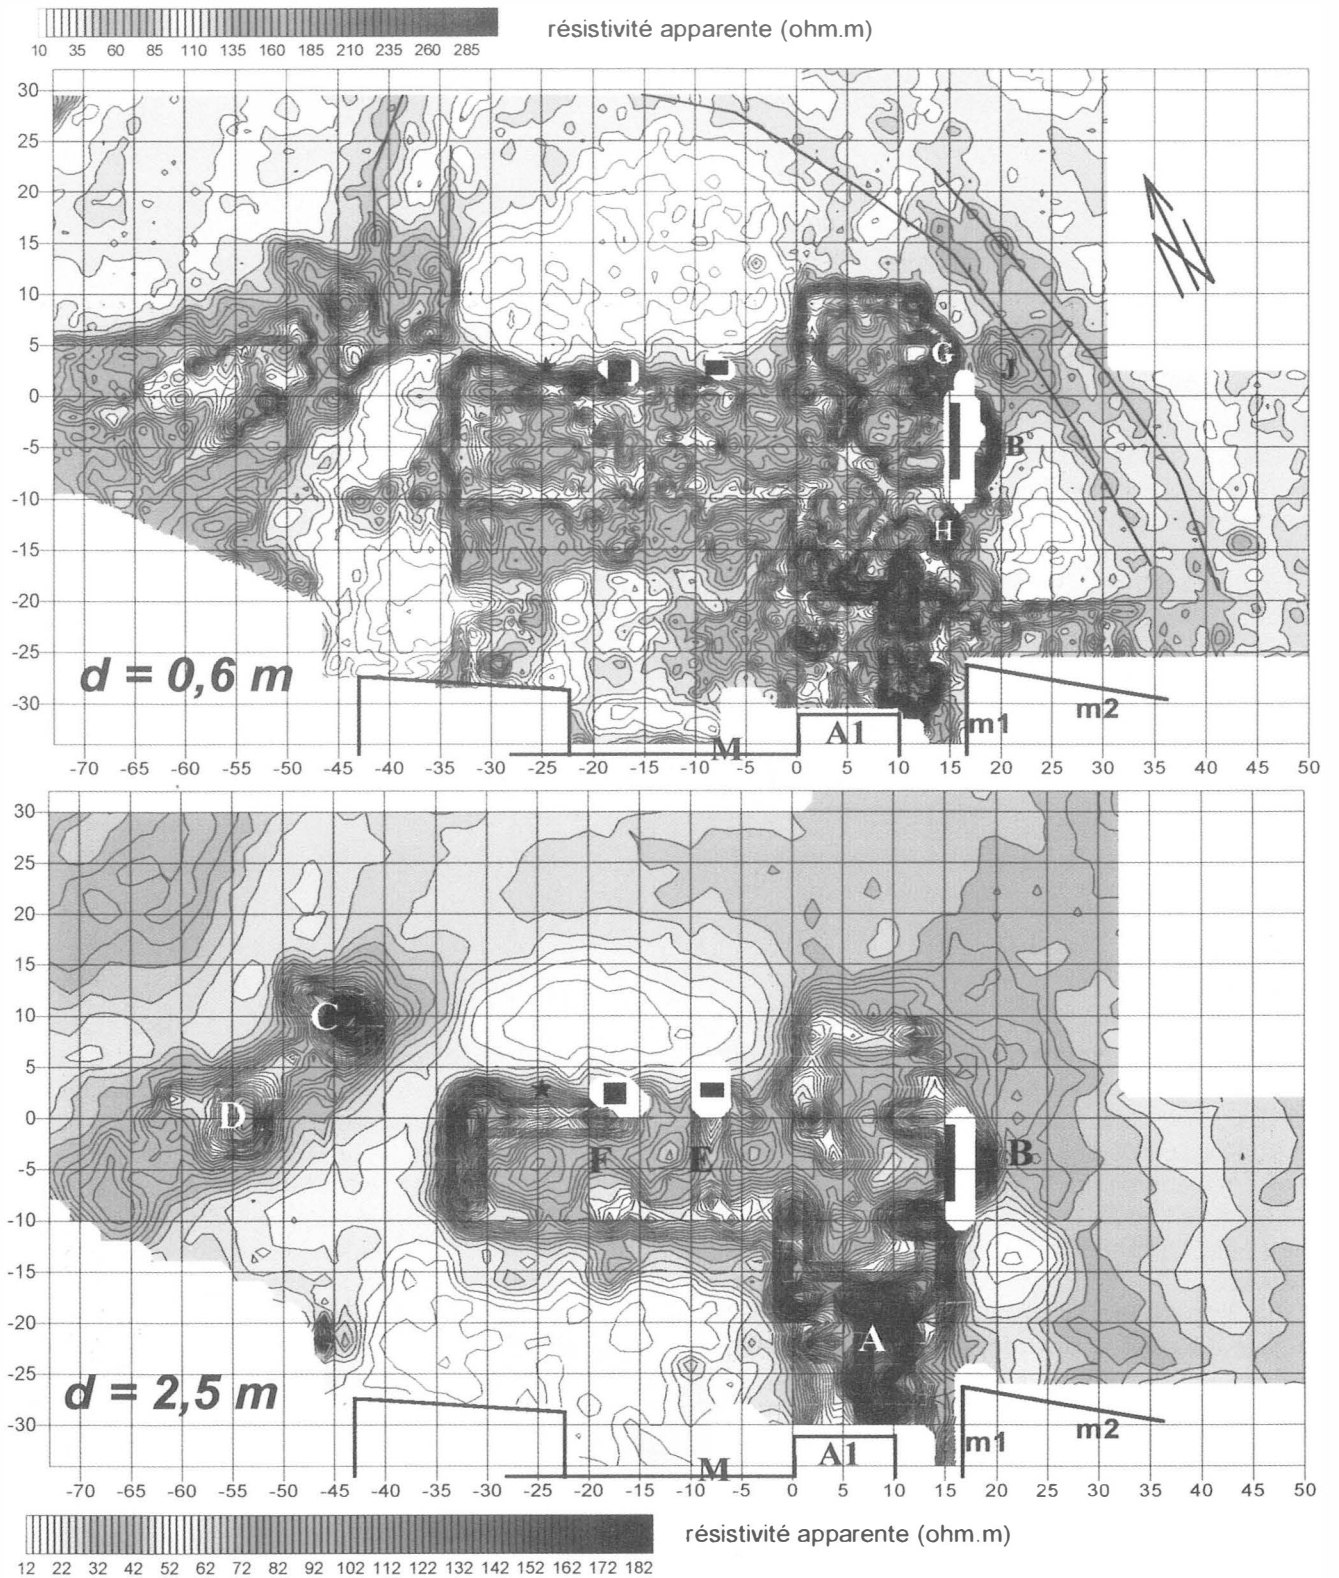 résistivité apparente (ohm.m)
10 35 60 85 110 135 160 185 210 235 260 285
30
25
20
15
10
5
0
-5
-10
-15
-20
-25
-30
G
J
B
H
d = 0,6 m
m1
m2
A1
M
-70 -65 -60 -55 -50 -45 -40 -35 -30 -25 -20 -15 -10 -5 0 5 10 15 20 25 30 35 40 45 50
30
25
20
15
10
5
0
-5
-10
-15
-20
-25
-30
C
D
F
E
B
A
d = 2,5 m
m1
m2
A1
M
-70 -65 -60 -55 -50 -45 -40 -35 -30 -25 -20 -15 -10 -5 0 5 10 15 20 25 30 35 40 45 50
résistivité apparente (ohm.m)
12 22 32 42 52 62 72 82 92 102 112 122 132 142 152 162 172 182